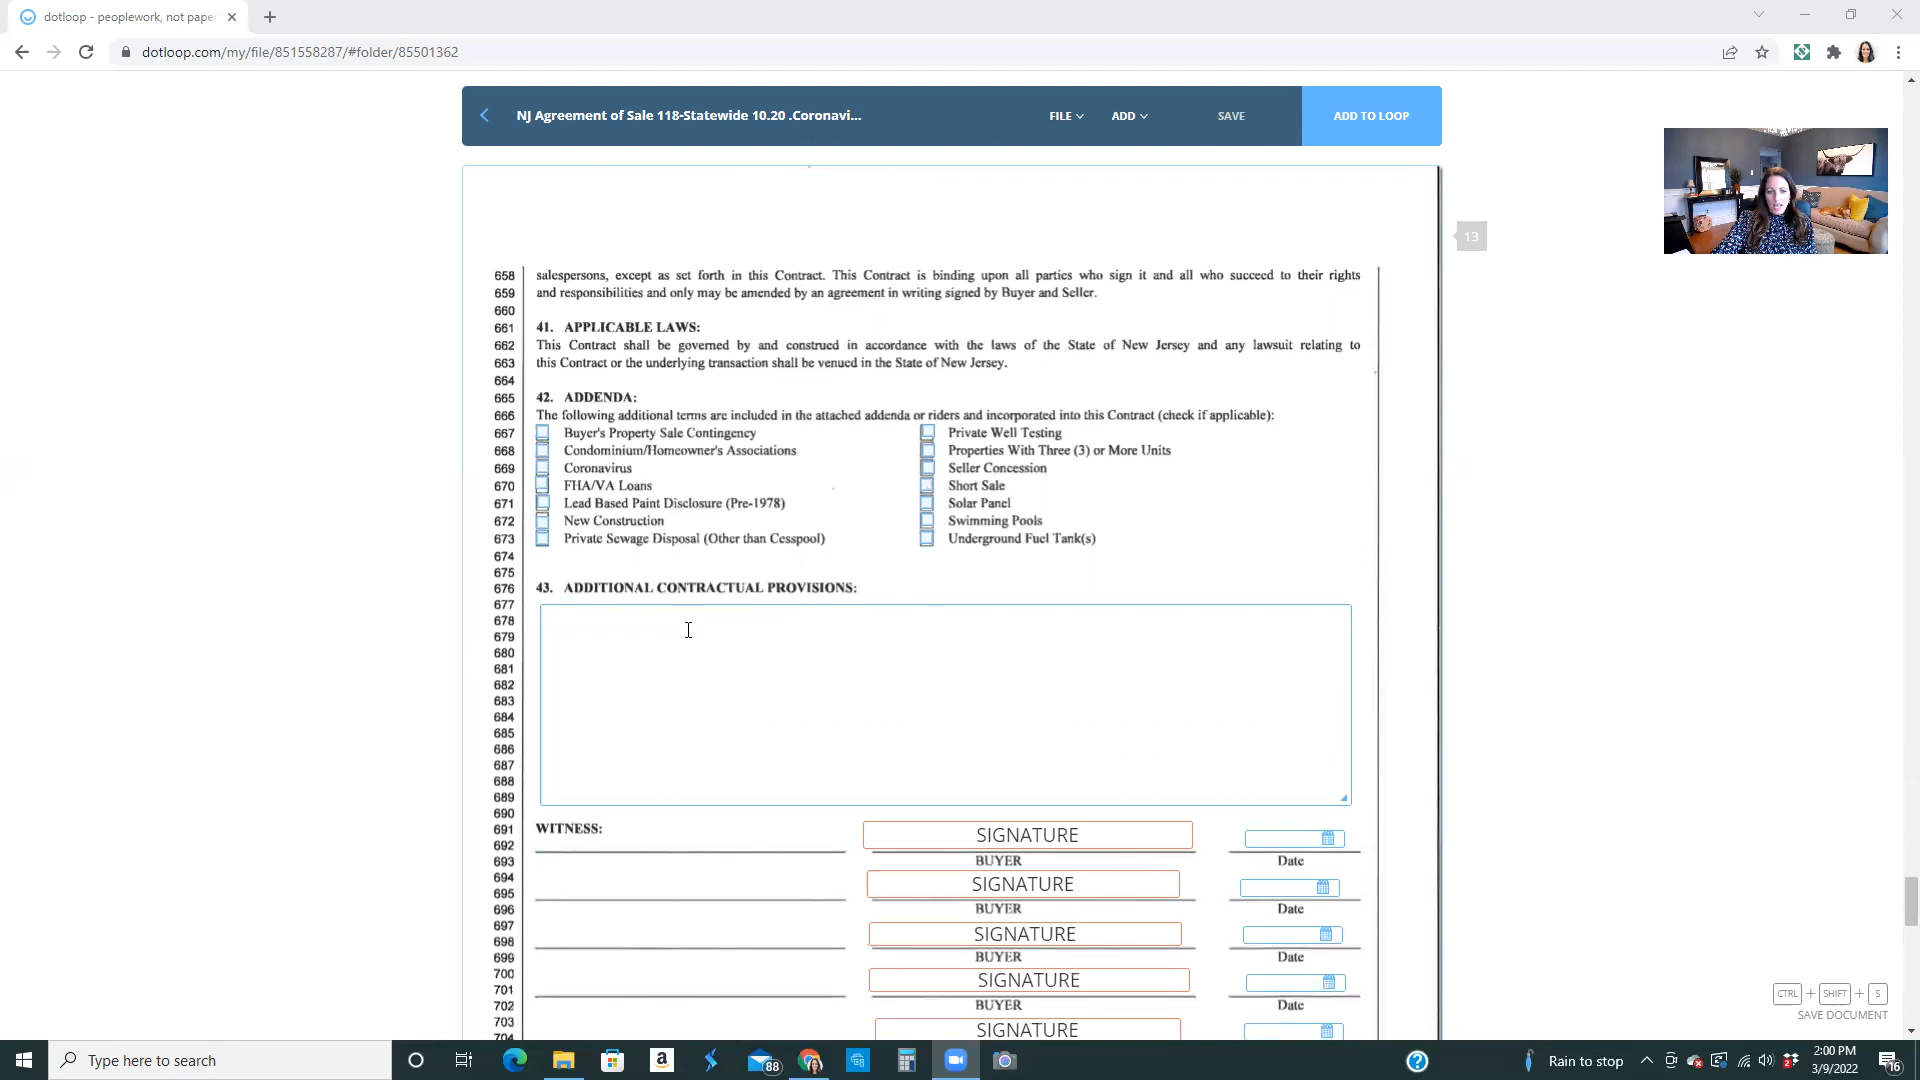 dotloop - peoplework, not pape
dotloop.com/my/file/851558287/#folder/85501362
NJ Agreement of Sale 118-Statewide 10.20 .Coronavi...
FILE
ADD
SAVE
ADD TO LOOP
13
658 salespersons, except as set forth in this Contract. This Contract is binding upon all parties who sign it and all who succeed to their rights
659 and responsibilities and only may be amended by an agreement in writing signed by Buyer and Seller.
660
661 41. APPLICABLE LAWS:
662 This Contract shall be governed by and construed in accordance with the laws of the State of New Jersey and any lawsuit relating to
663 this Contract or the underlying transaction shall be venued in the State of New Jersey.
664
665 42. ADDENDA:
666 The following additional terms are included in the attached addenda or riders and incorporated into this Contract (check if applicable):
667 Buyer's Property Sale Contingency Private Well Testing
668 Condominium/Homeowner's Associations Properties With Three (3) or More Units
669 Coronavirus Seller Concession
670 FHA/VA Loans Short Sale
671 Lead Based Paint Disclosure (Pre-1978) Solar Panel
672 New Construction Swimming Pools
673 Private Sewage Disposal (Other than Cesspool) Underground Fuel Tank(s)
674
675
676 43. ADDITIONAL CONTRACTUAL PROVISIONS:
677
678
679
680
681
682
683
684
685
686
687
688
689
690
691 WITNESS: SIGNATURE
692
693 BUYER Date
694 SIGNATURE
695
696 BUYER Date
697 SIGNATURE
698
699 BUYER Date
700 SIGNATURE
701
702 BUYER Date
703 SIGNATURE
704
CTRL + SHIFT + S
SAVE DOCUMENT
Type here to search
88
Rain to stop
2:00 PM
3/9/2022
16